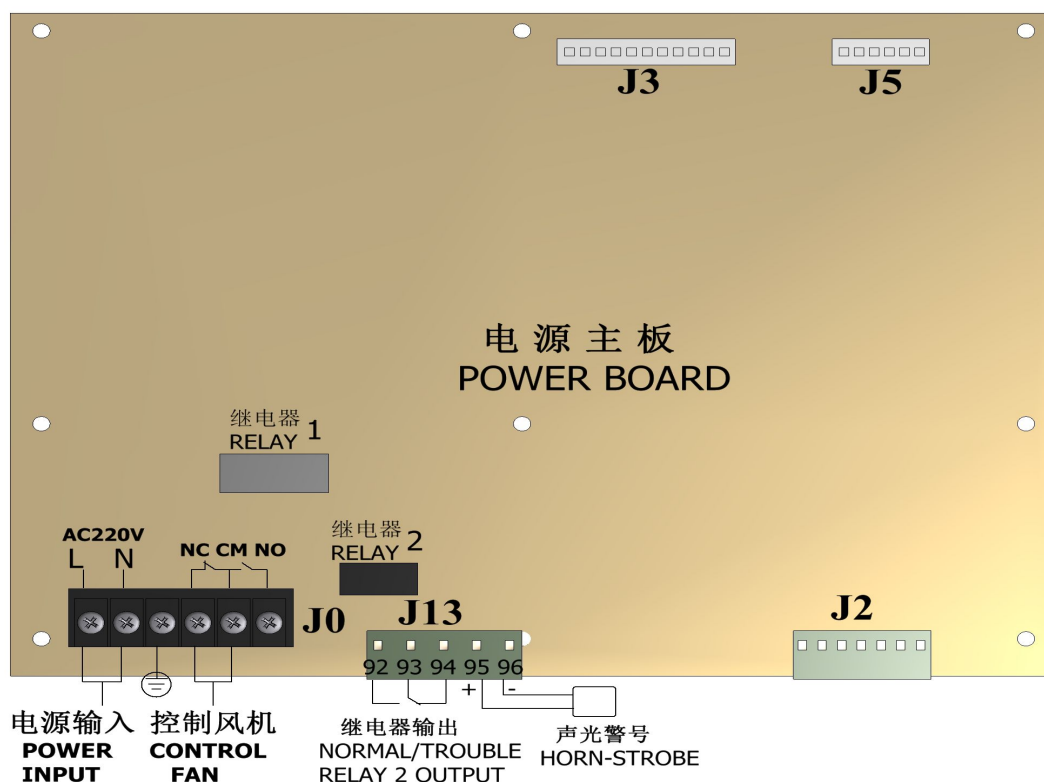 J3
J5
电源主板
POWER BOARD
继电器
RELAY 1
继电器
RELAY 2
AC220V
L N
NC CM NO
J0
J13
J2
92 93 94 95 96
+ -
电源输入
POWER
INPUT
控制风机
CONTROL
FAN
继电器输出
NORMAL/TROUBLE
RELAY 2 OUTPUT
声光警号
HORN-STROBE